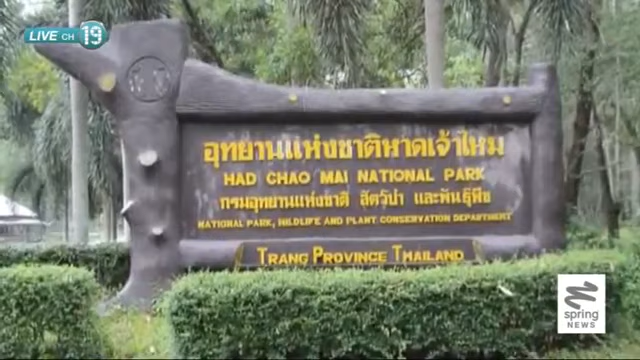 LIVE CH 19
อุทยานแห่งชาติหาดเจ้าไหม
HAD CHAO MAI NATIONAL PARK
กรมอุทยานแห่งชาติ สัตว์ป่า และพันธุ์พืช
NATIONAL PARK, WILDLIFE AND PLANT CONSERVATION DEPARTMENT
TRANG PROVINCE THAILAND
spring
NEWS